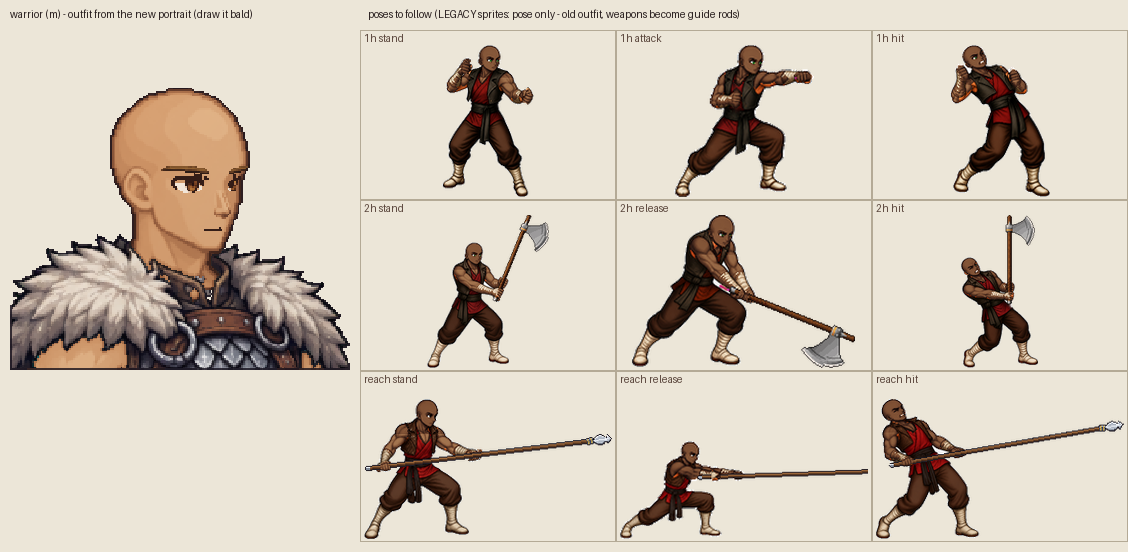 warrior (m) - outfit from the new portrait (draw it bald)
poses to follow (LEGACY sprites: pose only - old outfit, weapons become guide rods)
1h stand
1h attack
1h hit
2h stand
2h release
2h hit
reach stand
reach release
reach hit